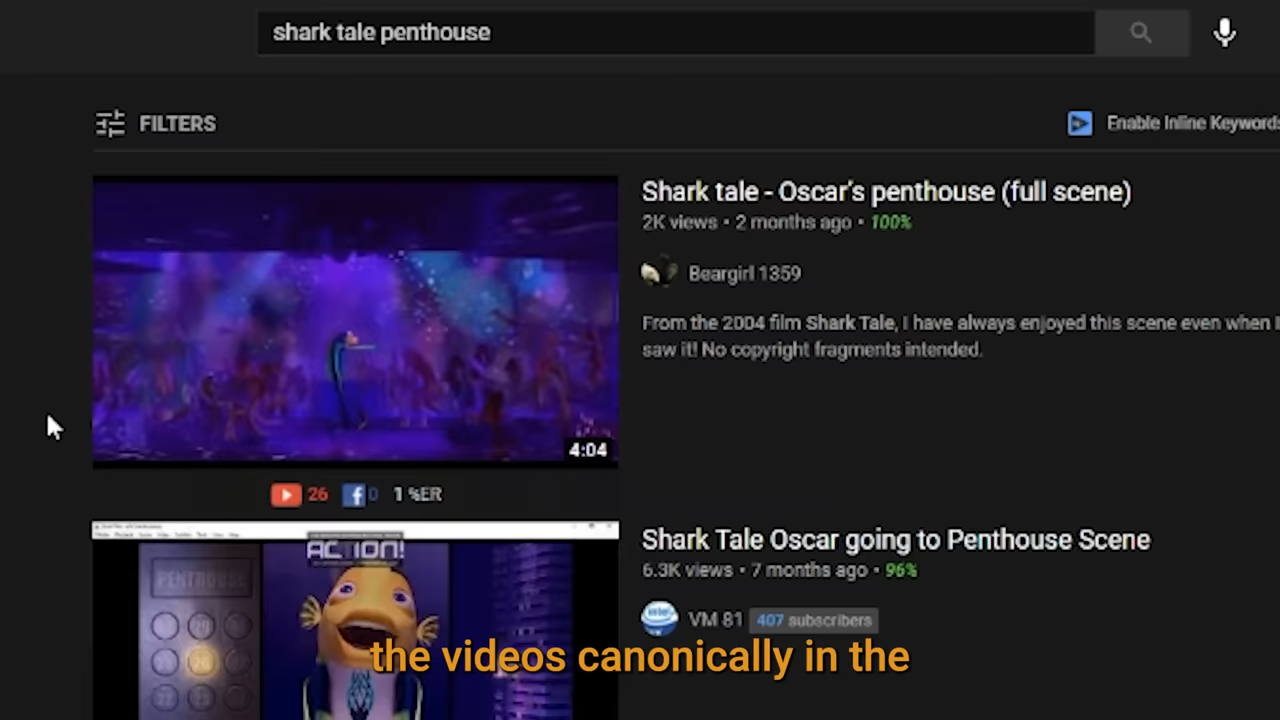 shark tale penthouse
FILTERS
Enable Inline Keywords
Shark tale - Oscar's penthouse (full scene)
2K views • 2 months ago • 100%
Beargirl 1359
From the 2004 film Shark Tale, I have always enjoyed this scene even when I
saw it! No copyright fragments intended.
4:04
26 0 1 %ER
Shark Tale Oscar going to Penthouse Scene
6.3K views • 7 months ago • 96%
ACTION!
PENTHOUSE
VM 81 407 subscribers
the videos canonically in the